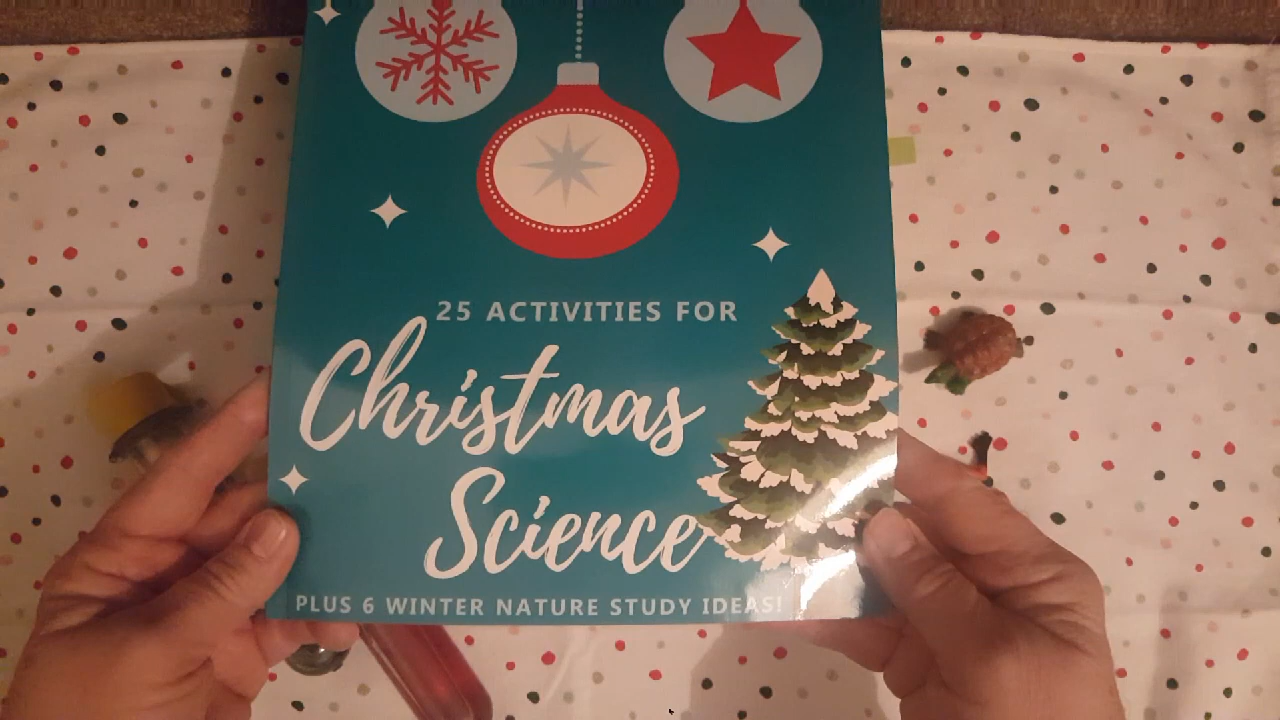 25 ACTIVITIES FOR
Christmas
Science
PLUS 6 WINTER NATURE STUDY IDEAS!